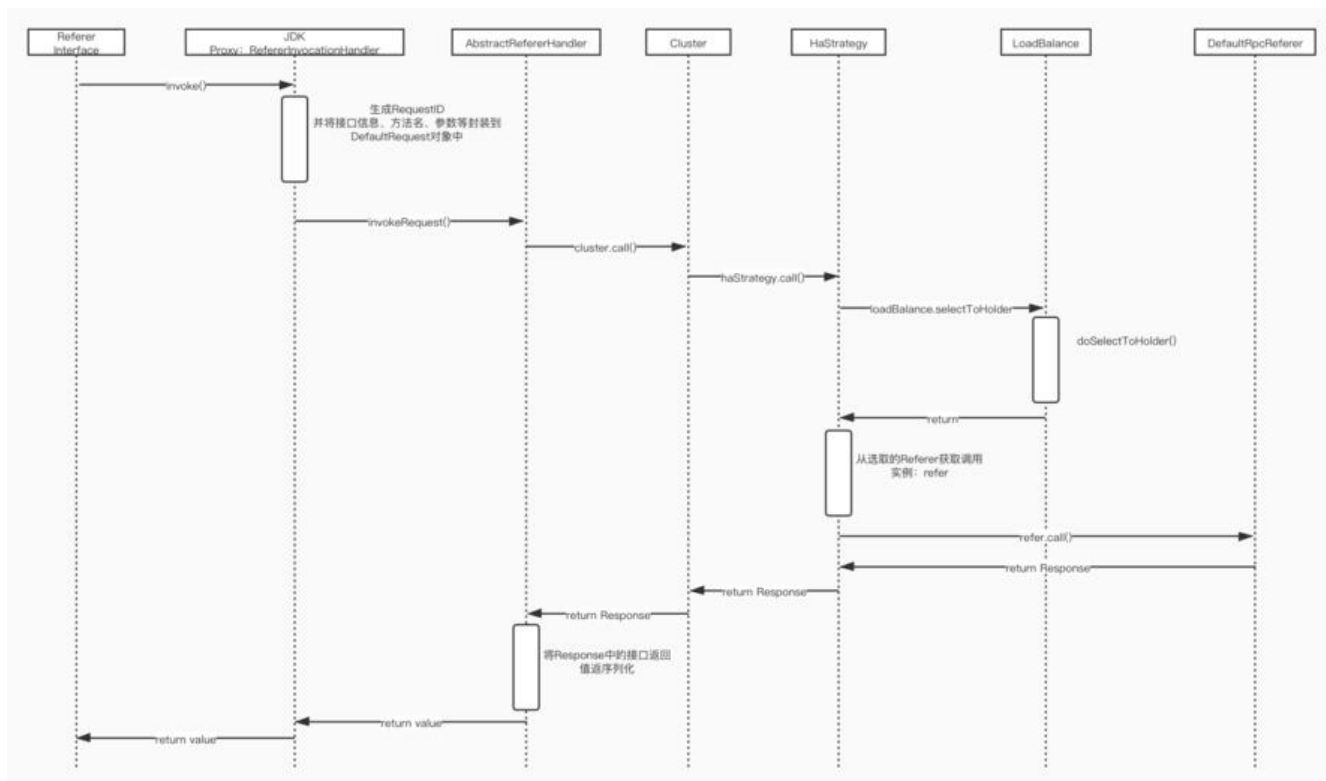 Referer
Interface
JDK
Proxy: RefererInvocationHandler
AbstractRefererHandler
Cluster
HaStrategy
LoadBalance
DefaultRpcReferer
invoke()
生成RequestID
并将接口信息、方法名、参数等封装到
DefaultRequest对象中
invokeRequest()
cluster.call()
haStrategy.call()
loadBalance.selectToHolder
doSelectToHolder()
return
从选取的Referer获取调用
实例：refer
refer.call()
return Response
return Response
return Response
将Response中的接口返回
值返序列化
return value
return value